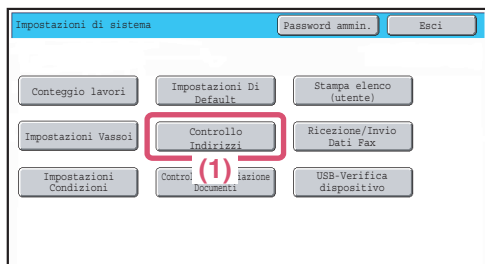 Impostazioni di sistema Password ammin. Esci
Conteggio lavori
Impostazioni Di
Default
Stampa elenco
(utente)
Impostazioni Vassoi
Controllo
Indirizzi
Ricezione/Invio
Dati Fax
Impostazioni
Condizioni
(1)
Documenti
USB-Verifica
dispositivo